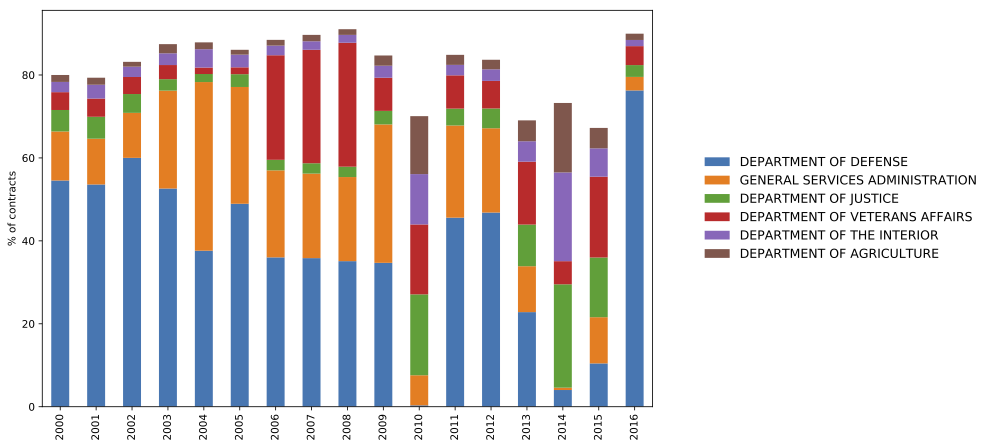 % of contracts
80
60
40
20
0
2000 2001 2002 2003 2004 2005 2006 2007 2008 2009 2010 2011 2012 2013 2014 2015 2016
DEPARTMENT OF DEFENSE
GENERAL SERVICES ADMINISTRATION
DEPARTMENT OF JUSTICE
DEPARTMENT OF VETERANS AFFAIRS
DEPARTMENT OF THE INTERIOR
DEPARTMENT OF AGRICULTURE